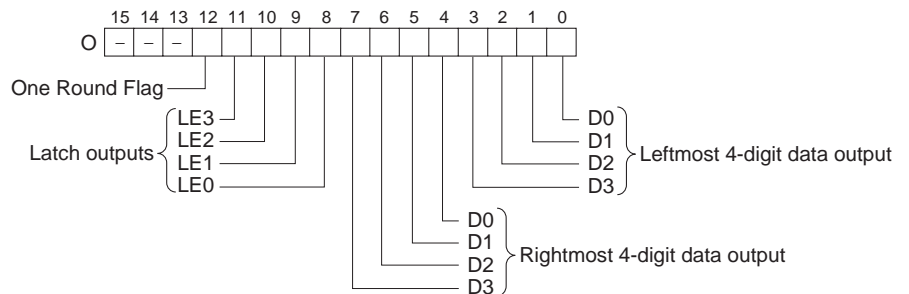 15 14 13 12 11 10 9 8 7 6 5 4 3 2 1 0
O – – –
One Round Flag
Latch outputs
LE3
LE2
LE1
LE0
D0
D1
D2
D3
Leftmost 4-digit data output
D0
D1
D2
D3
Rightmost 4-digit data output